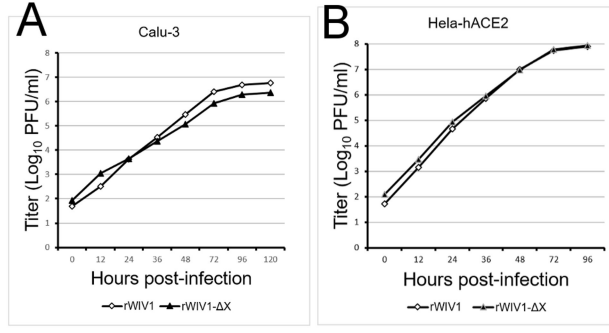 A
Calu-3
Titer (Log₁₀ PFU/ml)
8
7
6
5
4
3
2
1
0
0 12 24 36 48 72 96 120
Hours post-infection
rWIV1 rWIV1-ΔX
B
Hela-hACE2
Titer (Log₁₀ PFU/ml)
8
7
6
5
4
3
2
1
0
0 12 24 36 48 72 96
Hours post-infection
rWIV1 rWIV1-ΔX